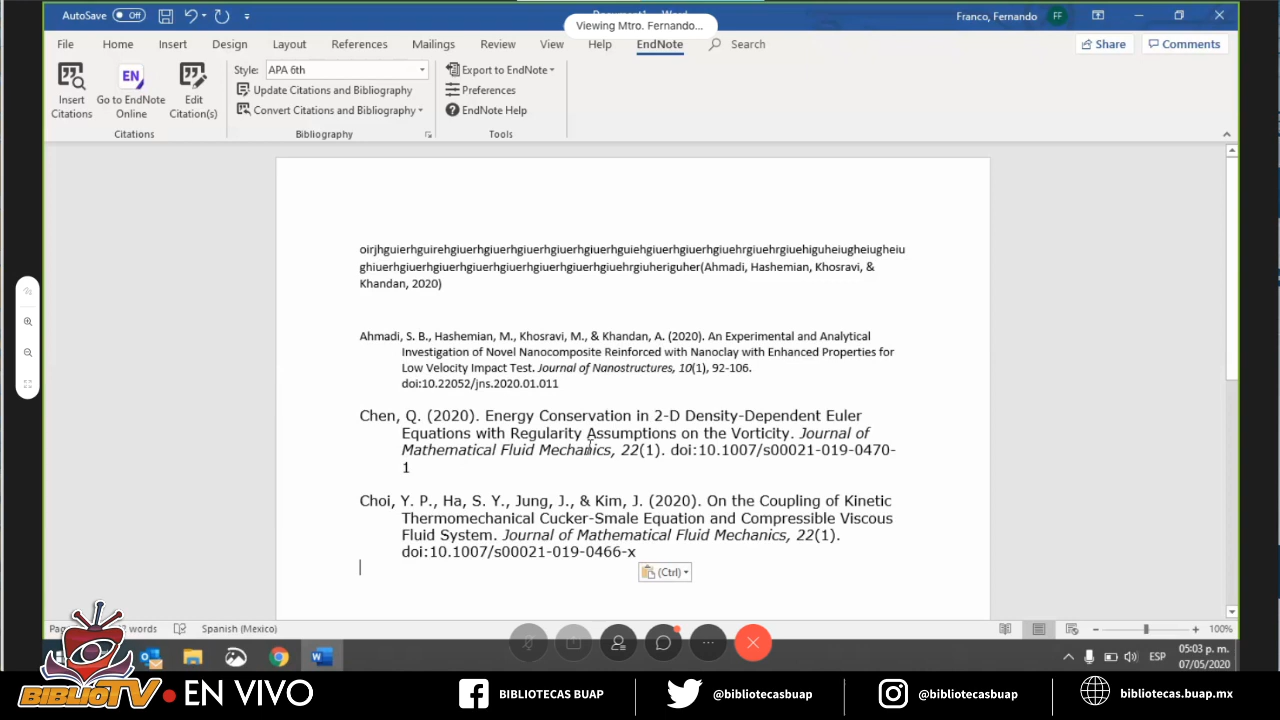 AutoSave Off
Viewing Mtro. Fernando...
Franco, Fernando FF
File Home Insert Design Layout References Mailings Review View Help EndNote Search Share Comments
Insert Citations
EN Go to EndNote Online
Edit Citation(s)
Citations
Style: APA 6th
Update Citations and Bibliography
Convert Citations and Bibliography
Bibliography
Export to EndNote
Preferences
EndNote Help
Tools
oirjhguierhguirehgiuerhgiuerhgiuerhgiuerhgiuerhguiehgiuerhgiuerhgiuehrgiuehrgiuehiguheiugheiugheiu
ghiuerhgiuerhgiuerhgiuerhgiuerhgiuerhgiuerhgiuehrgiuheriguher(Ahmadi, Hashemian, Khosravi, &
Khandan, 2020)
Ahmadi, S. B., Hashemian, M., Khosravi, M., & Khandan, A. (2020). An Experimental and Analytical
Investigation of Novel Nanocomposite Reinforced with Nanoclay with Enhanced Properties for
Low Velocity Impact Test. Journal of Nanostructures, 10(1), 92-106.
doi:10.22052/jns.2020.01.011
Chen, Q. (2020). Energy Conservation in 2-D Density-Dependent Euler
Equations with Regularity Assumptions on the Vorticity. Journal of
Mathematical Fluid Mechanics, 22(1). doi:10.1007/s00021-019-0470-
1
Choi, Y. P., Ha, S. Y., Jung, J., & Kim, J. (2020). On the Coupling of Kinetic
Thermomechanical Cucker-Smale Equation and Compressible Viscous
Fluid System. Journal of Mathematical Fluid Mechanics, 22(1).
doi:10.1007/s00021-019-0466-x
(Ctrl)
words Spanish (Mexico) 100%
ESP 05:03 p. m.
07/05/2020
BIBLIOTV EN VIVO
BIBLIOTECAS BUAP
@bibliotecasbuap
@bibliotecasbuap
bibliotecas.buap.mx